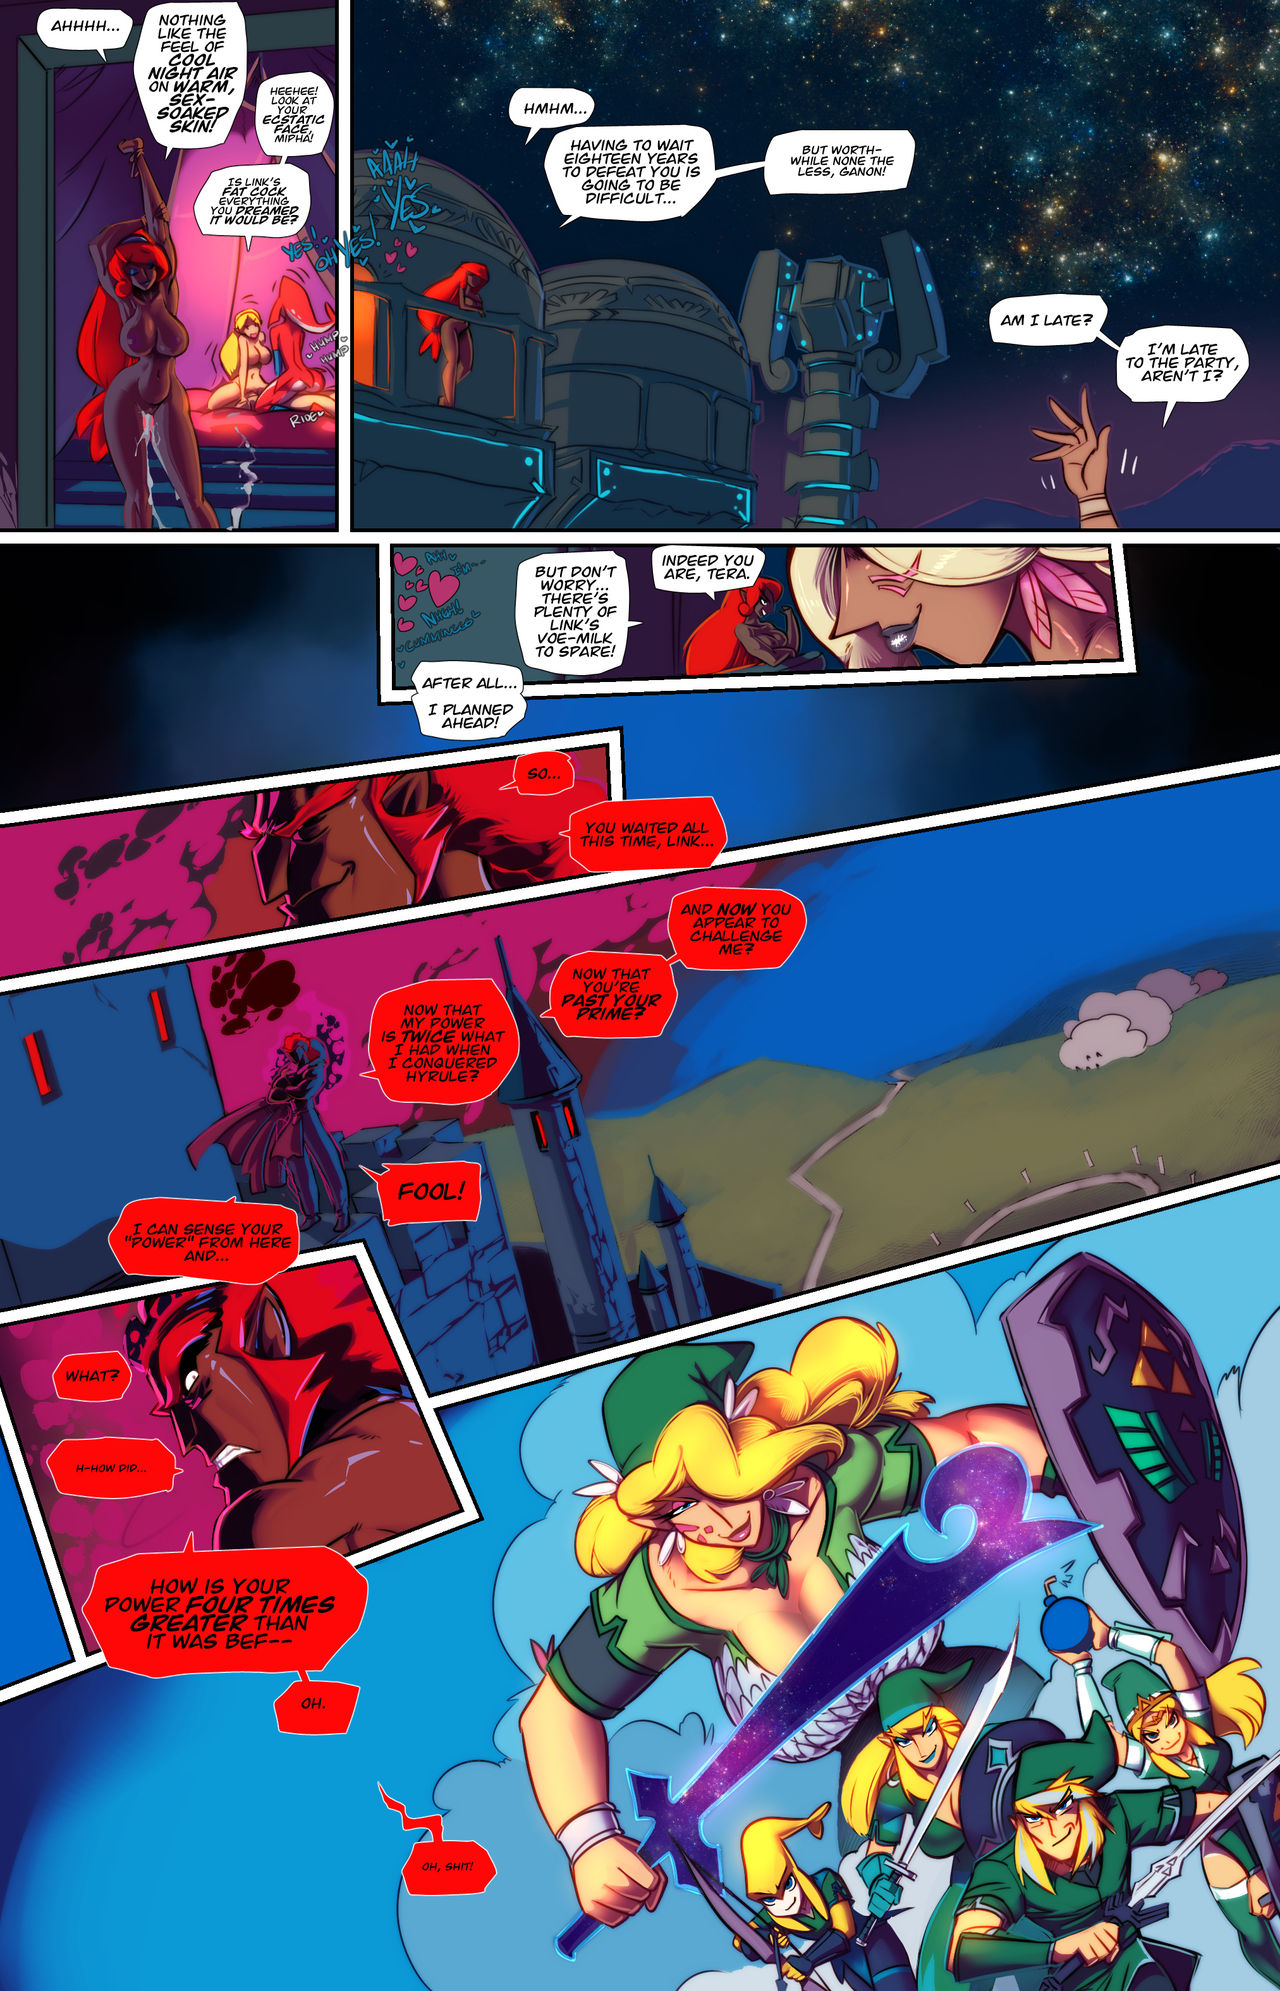 AHHHH...
NOTHING
LIKE THE
FEEL OF
COOL
NIGHT AIR
ON WARM,
SEX-
SOAKED
SKIN!
HEEHEE!
LOOK AT
YOUR
ECSTATIC
FACE,
MIPHA!
IS LINK'S
FAT COCK
EVERYTHING
YOU DREAMED
IT WOULD BE?
YES!
OH YES!
AAAH
YES
HUMP
HUMP
RIDE
HMHM...
HAVING TO WAIT
EIGHTEEN YEARS
TO DEFEAT YOU IS
GOING TO BE
DIFFICULT...
BUT WORTH-
WHILE NONE THE
LESS, GANON!
AM I LATE?
I'M LATE
TO THE PARTY,
AREN'T I?
AHH
I'M...
NHGH!
CUMMINGGG
INDEED YOU
ARE, TERA.
BUT DON'T
WORRY...
THERE'S
PLENTY OF
LINK'S
VOE-MILK
TO SPARE!
AFTER ALL...
I PLANNED
AHEAD!
SO...
YOU WAITED ALL
THIS TIME, LINK...
AND NOW YOU
APPEAR TO
CHALLENGE
ME?
NOW THAT
YOU'RE
PAST YOUR
PRIME?
NOW THAT
MY POWER
IS TWICE WHAT
I HAD WHEN
I CONQUERED
HYRULE?
FOOL!
I CAN SENSE YOUR
"POWER" FROM HERE
AND...
WHAT?
H-HOW DID...
HOW IS YOUR
POWER FOUR TIMES
GREATER THAN
IT WAS BEF--
OH.
OH, SHIT!